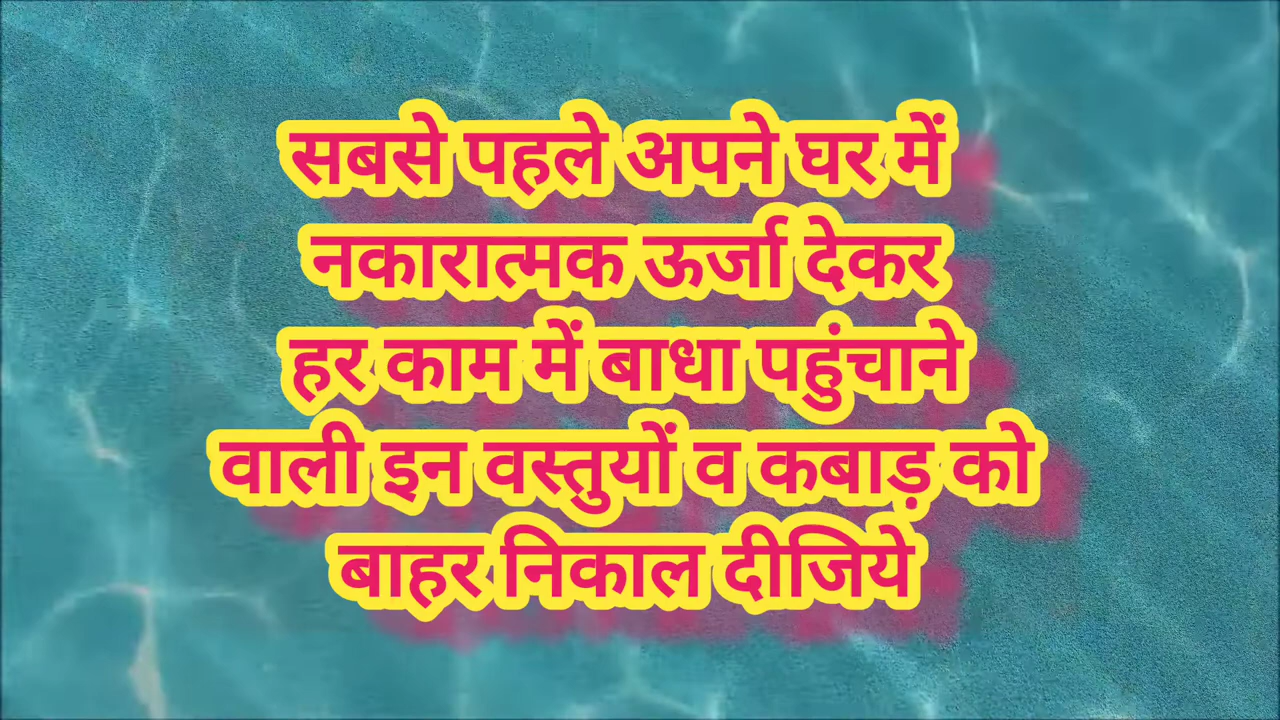 सबसे पहले अपने घर में
नकारात्मक ऊर्जा देकर
हर काम में बाधा पहुंचाने
वाली इन वस्तुयों व कबाड़ को
बाहर निकाल दीजिये